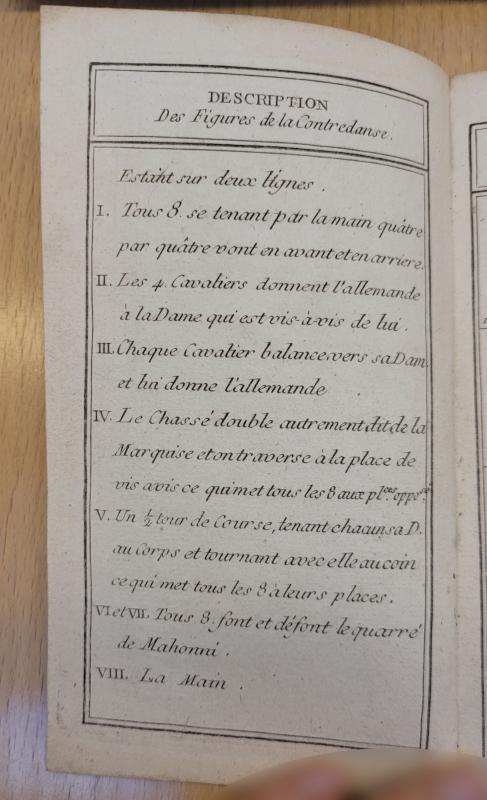 DESCRIPTION
Des Figures de la Contredanse.
Estant sur deux lignes.
I. Tous 8. se tenant par la main quâtre
par quâtre vont en avant et en arriere.
II. Les 4. Cavaliers donnent l'allemande
à la Dame qui est vis-à-vis de lui.
III. Chaque Cavalier balance vers sa Dam.
et lui donne l'allemande
IV. Le Chassé double autrement dit de la
Marquise et on traverse à la place de
vis avis ce qui met tous les 8 aux pl.ces opp.
V. Un ½ tour de Course, tenant chacun sa D.
au Corps et tournant avec elle au coin
ce qui met tous les 8 à leurs places.
VI et VII. Tous 8. font et défont le quarré
de Mahonni.
VIII. La Main.